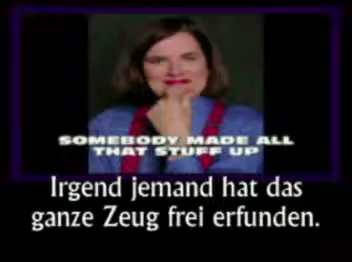 SOMEBODY MADE ALL
THAT STUFF UP
Irgend jemand hat das
ganze Zeug frei erfunden.